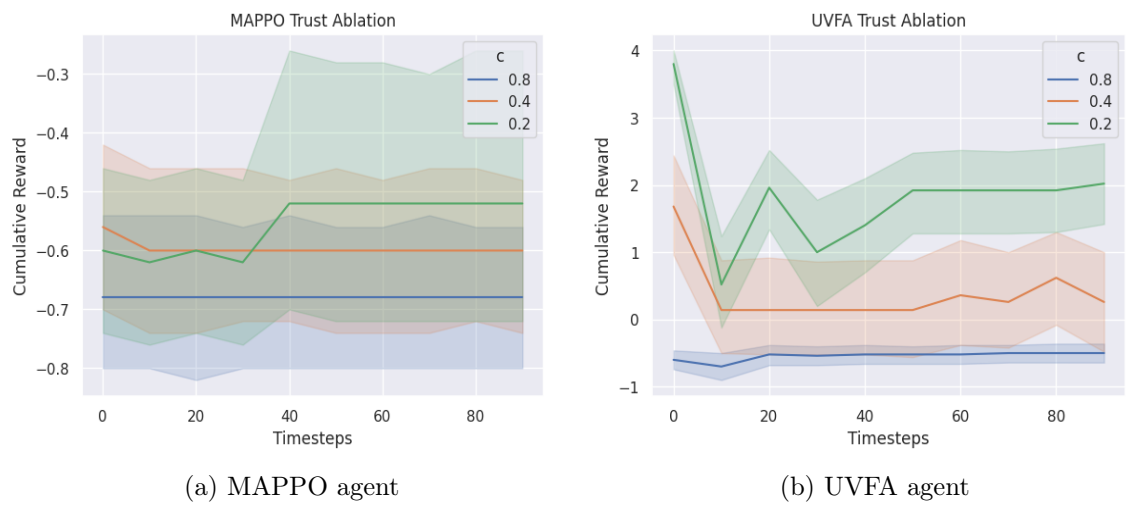 MAPPO Trust Ablation
Cumulative Reward
−0.3
−0.4
−0.5
−0.6
−0.7
−0.8
c
0.8
0.4
0.2
0 20 40 60 80
Timesteps
(a) MAPPO agent
UVFA Trust Ablation
Cumulative Reward
4
3
2
1
0
−1
c
0.8
0.4
0.2
0 20 40 60 80
Timesteps
(b) UVFA agent